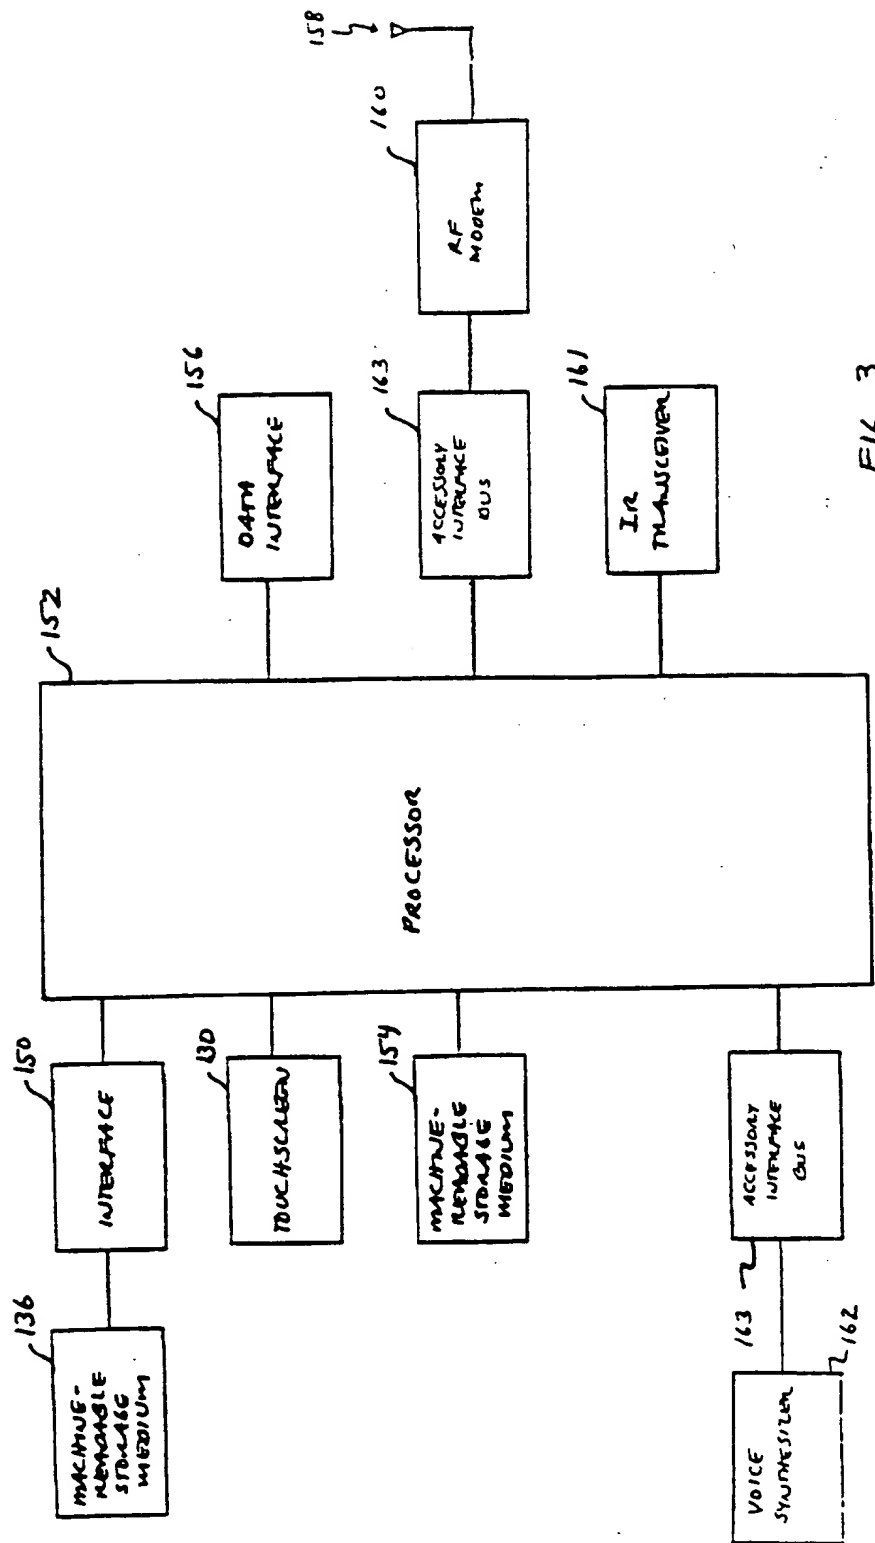 136
MACHINE-
READABLE
STORAGE
MEDIUM
150
INTERFACE
130
TOUCHSCREEN
154
MACHINE-
READABLE
STORAGE
MEDIUM
VOICE
SYNTHESIZER
162
163
ACCESSORY
INTERFACE
BUS
152
PROCESSOR
156
DATA
INTERFACE
163
ACCESSORY
INTERFACE
BUS
160
RF
MODEM
158
161
IR
TRANSCEIVER
FIG. 3